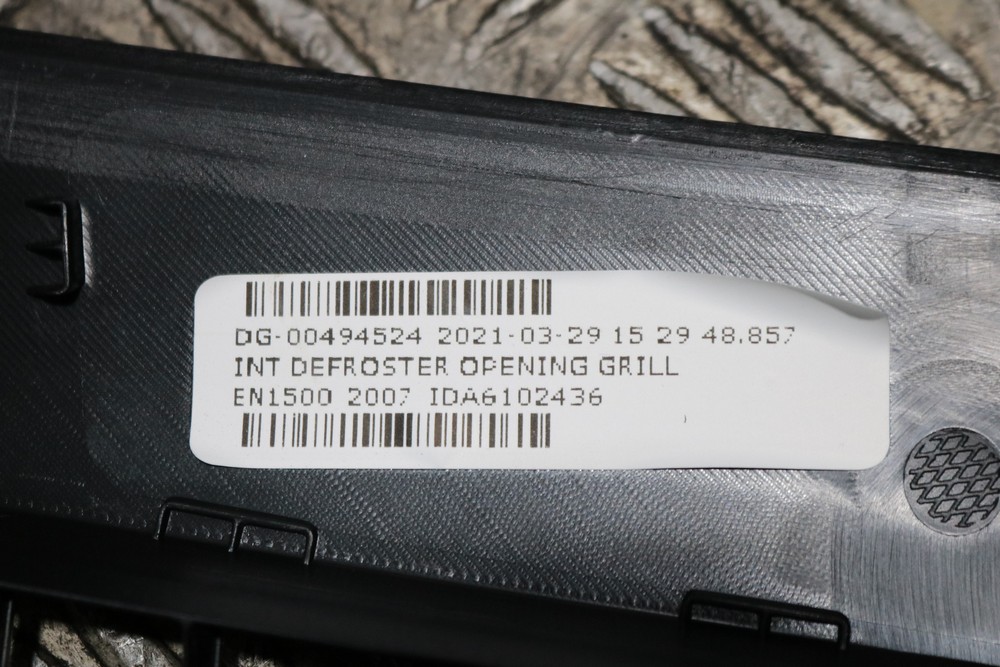 DG-00494524 2021-03-29 15 29 48.857
INT DEFROSTER OPENING GRILL
EN1500 2007 IDA6102436